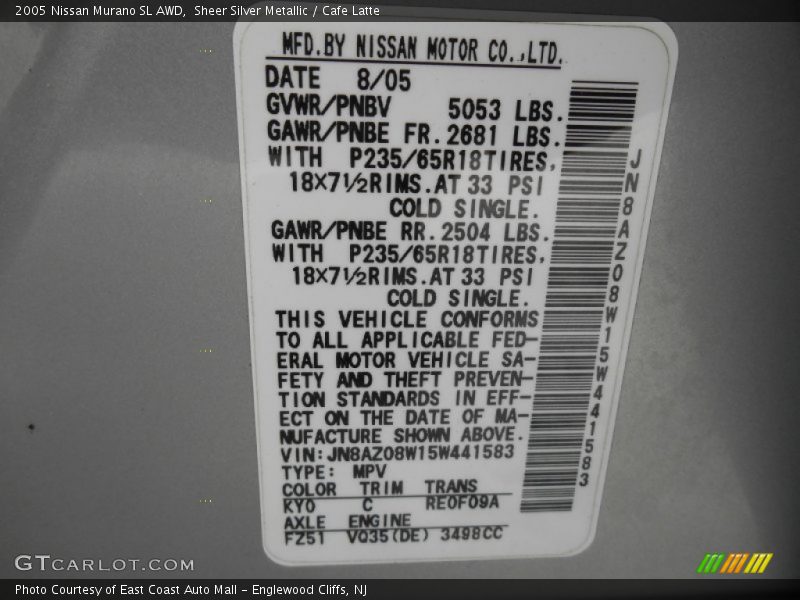 2005 Nissan Murano SL AWD,  Sheer Silver Metallic / Cafe Latte
MFD.BY NISSAN MOTOR CO.,LTD.
DATE 8/05
GVWR/PNBV 5053 LBS.
GAWR/PNBE FR.2681 LBS.
WITH P235/65R18TIRES,
18X7½RIMS.AT 33 PSI
COLD SINGLE.
GAWR/PNBE RR.2504 LBS.
WITH P235/65R18TIRES,
18X7½RIMS.AT 33 PSI
COLD SINGLE.
THIS VEHICLE CONFORMS
TO ALL APPLICABLE FED-
ERAL MOTOR VEHICLE SA-
FETY AND THEFT PREVEN-
TION STANDARDS IN EFF-
ECT ON THE DATE OF MA-
NUFACTURE SHOWN ABOVE.
VIN:JN8AZ08W15W441583
TYPE: MPV
COLOR TRIM TRANS
KY0 C RE0F09A
AXLE ENGINE
FZ51 VQ35(DE) 3498CC
JN8AZ08W15W441583
GTCARLOT.COM
Photo Courtesy of East Coast Auto Mall - Englewood Cliffs, NJ